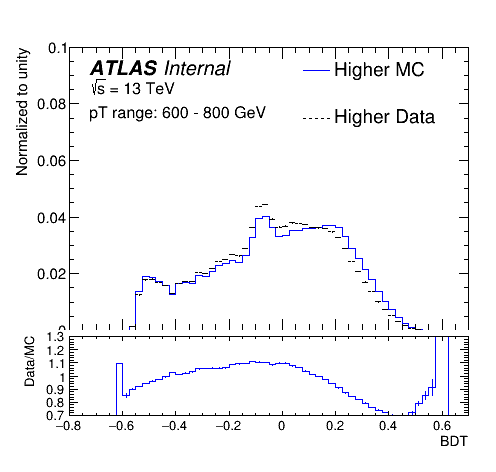 ATLAS Internal
√s = 13 TeV
pT range: 600 - 800 GeV
Higher MC
Higher Data
Normalized to unity
0.1
0.08
0.06
0.04
0.02
0
Data/MC
1.3
1.2
1.1
1
0.9
0.8
0.7
−0.8 −0.6 −0.4 −0.2 0 0.2 0.4 0.6
BDT